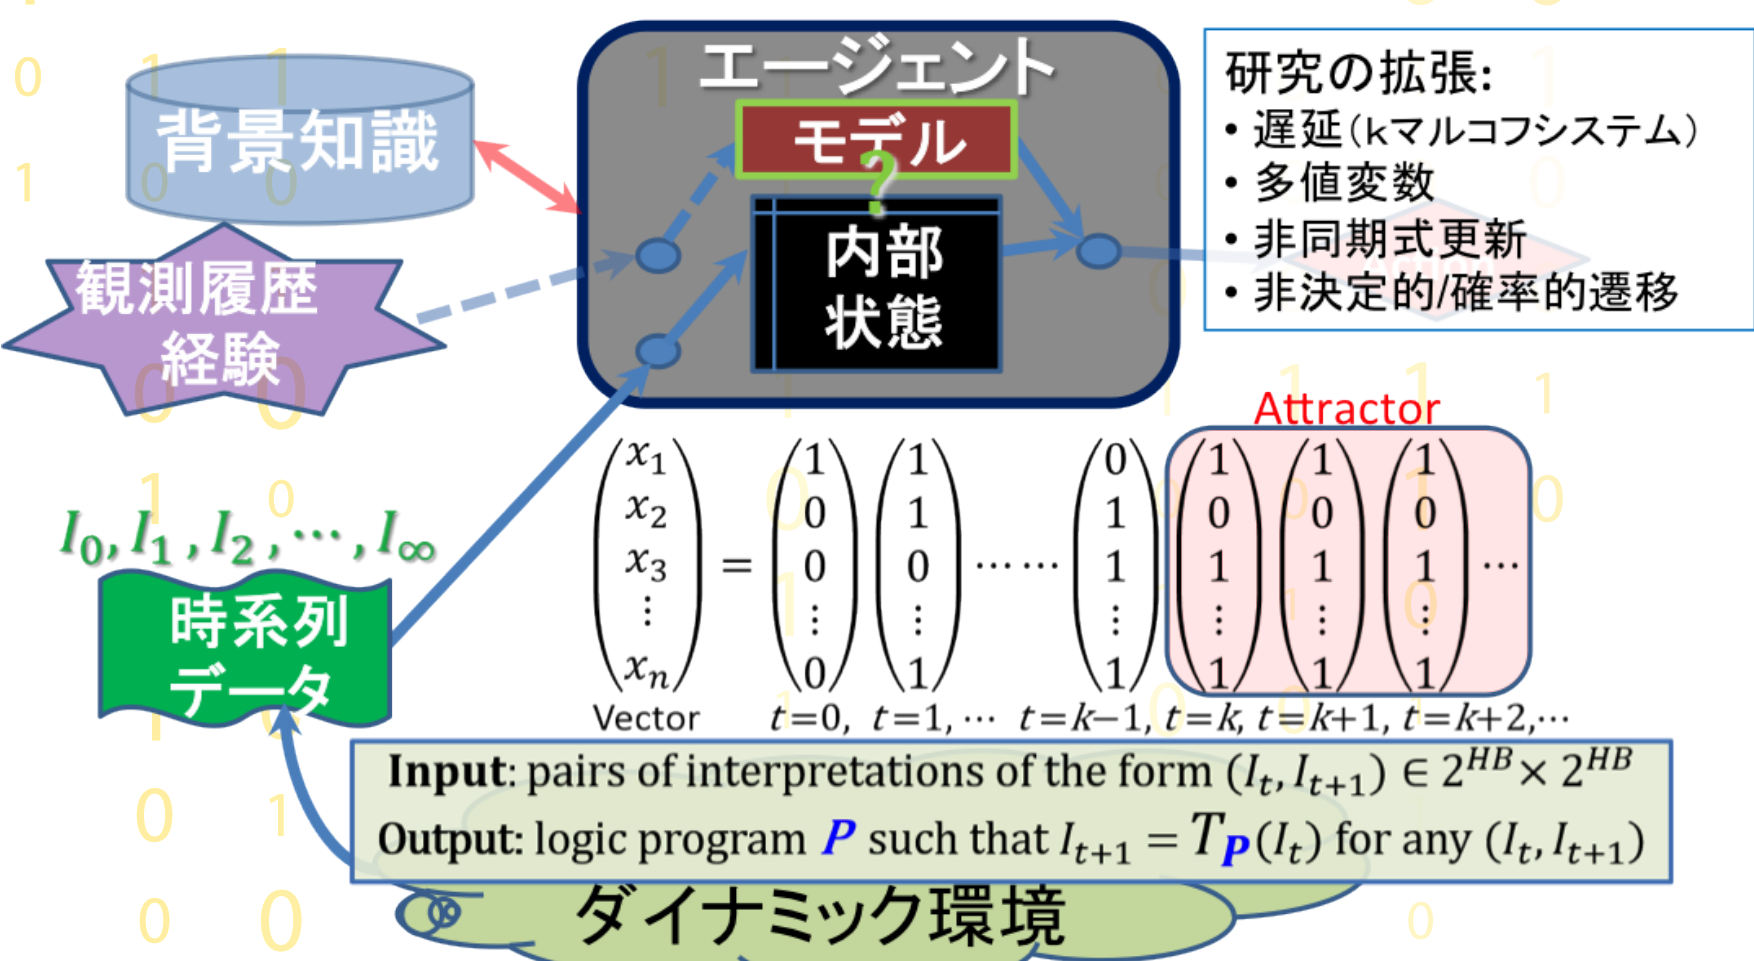 エージェント
モデル
?
内部
状態
背景知識
観測履歴
経験
研究の拡張:
• 遅延(kマルコフシステム)
• 多値変数
• 非同期式更新
• 非決定的/確率的遷移
Attractor
I₀, I₁, I₂, ⋯, I∞
時系列
データ
x₁ 1 1 0 1 1 1
x₂ 0 1 1 0 0 0
x₃ = 0 0 ⋯⋯ 1 1 1 1 ⋯
⋮ ⋮ ⋮ ⋮ ⋮ ⋮ ⋮
xₙ 0 1 1 1 1 1
Vector t=0, t=1, ⋯ t=k−1, t=k, t=k+1, t=k+2,⋯
Input: pairs of interpretations of the form (Iₜ, Iₜ₊₁) ∈ 2^HB × 2^HB
Output: logic program P such that Iₜ₊₁ = T_P(Iₜ) for any (Iₜ, Iₜ₊₁)
ダイナミック環境